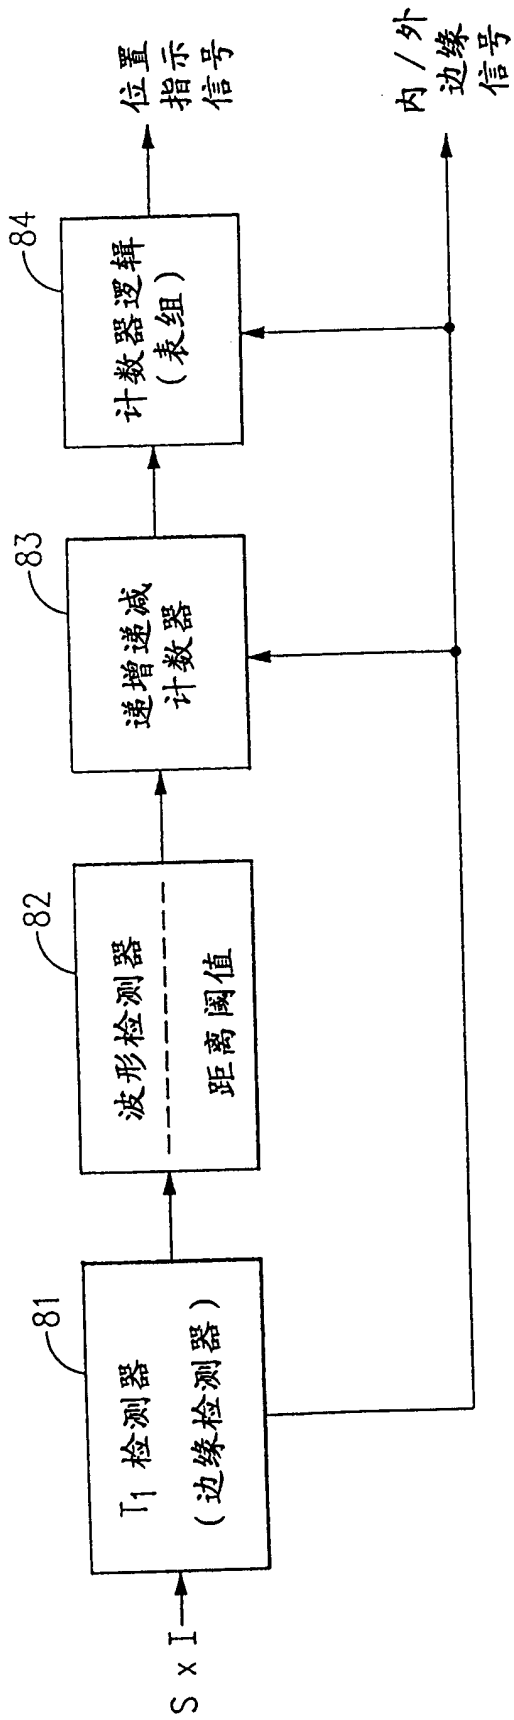 S x I
81
T1 检测器
(边缘检测器)
82
波形检测器
距离阈值
83
递增递减
计数器
84
计数器逻辑
(表组)
位置
指示
信号
内/外
边缘
信号